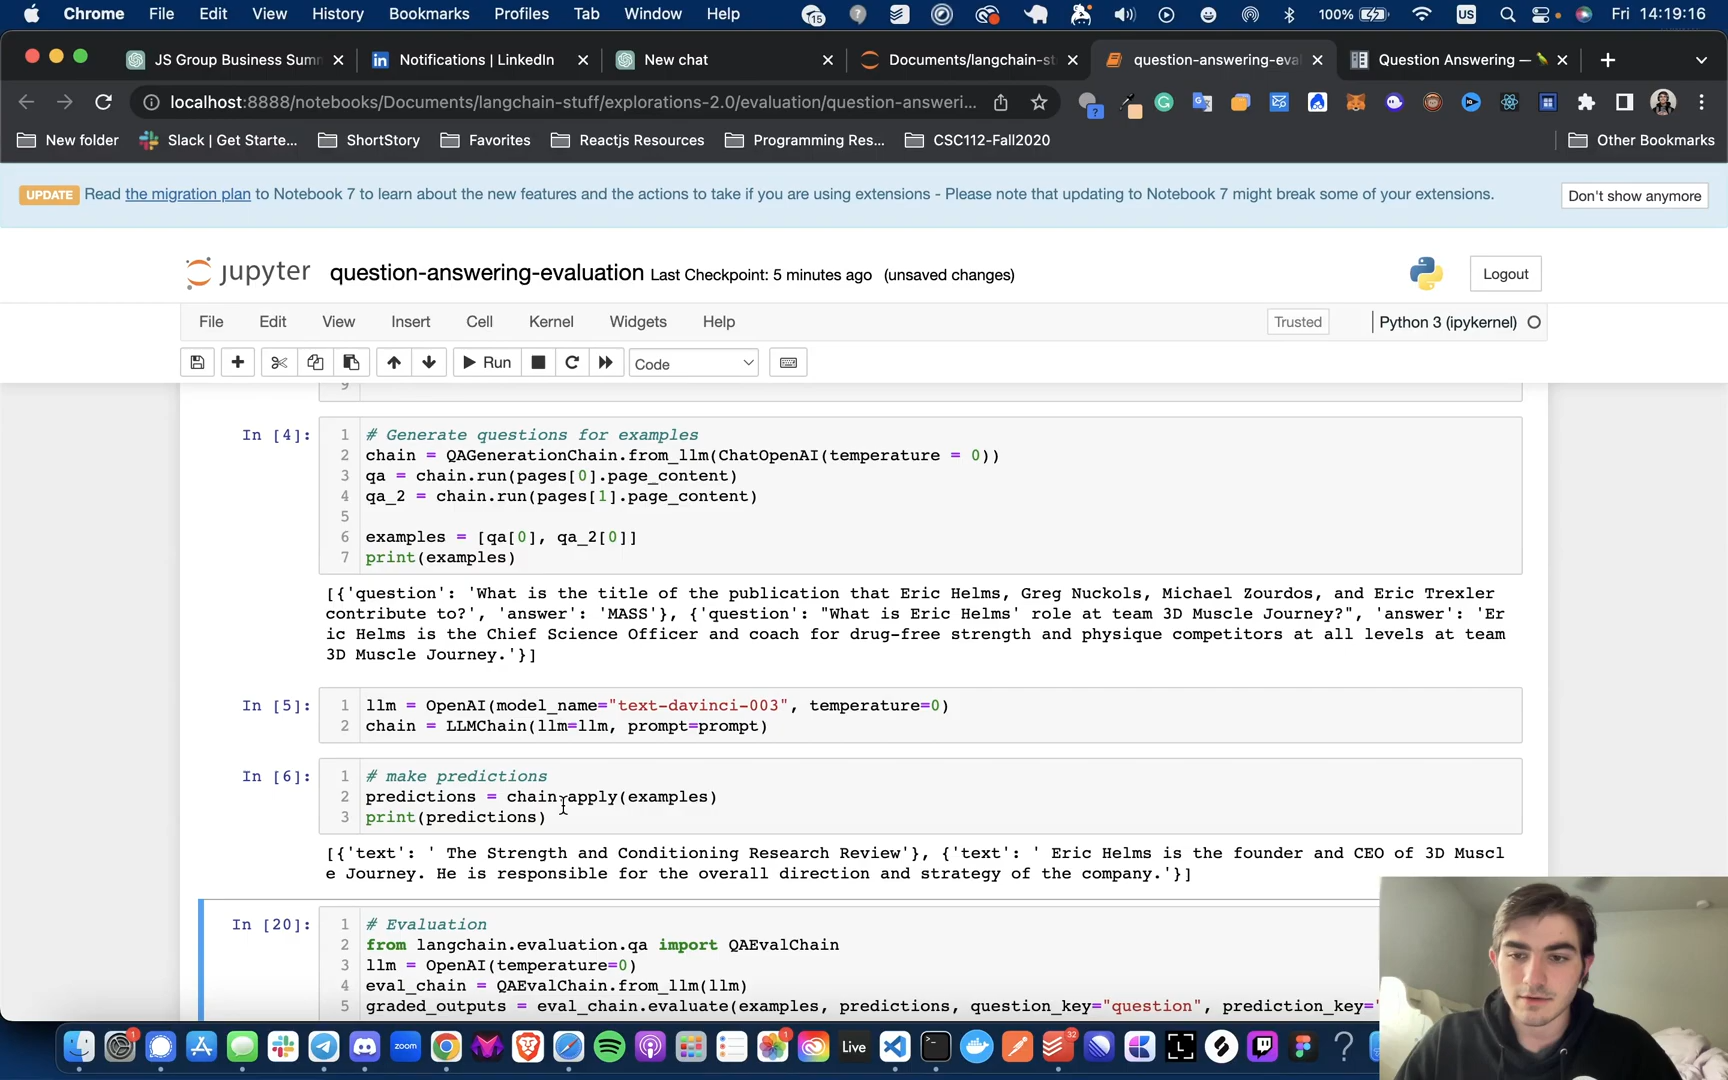 Chrome File Edit View History Bookmarks Profiles Tab Window Help 15 100% US Fri 14:19:16
JS Group Business Sum Notifications | LinkedIn New chat Documents/langchain-st question-answering-eval Question Answering —
localhost:8888/notebooks/Documents/langchain-stuff/explorations-2.0/evaluation/question-answeri...
New folder Slack | Get Starte... ShortStory Favorites Reactjs Resources Programming Res... CSC112-Fall2020 Other Bookmarks
UPDATE Read the migration plan to Notebook 7 to learn about the new features and the actions to take if you are using extensions - Please note that updating to Notebook 7 might break some of your extensions. Don't show anymore
jupyter question-answering-evaluation Last Checkpoint: 5 minutes ago (unsaved changes) Logout
File Edit View Insert Cell Kernel Widgets Help Trusted Python 3 (ipykernel)
Run Code
9
In [4]: 1 # Generate questions for examples
2 chain = QAGenerationChain.from_llm(ChatOpenAI(temperature = 0))
3 qa = chain.run(pages[0].page_content)
4 qa_2 = chain.run(pages[1].page_content)
5
6 examples = [qa[0], qa_2[0]]
7 print(examples)
[{'question': 'What is the title of the publication that Eric Helms, Greg Nuckols, Michael Zourdos, and Eric Trexler
contribute to?', 'answer': 'MASS'}, {'question': "What is Eric Helms' role at team 3D Muscle Journey?", 'answer': 'Er
ic Helms is the Chief Science Officer and coach for drug-free strength and physique competitors at all levels at team
3D Muscle Journey.'}]
In [5]: 1 llm = OpenAI(model_name="text-davinci-003", temperature=0)
2 chain = LLMChain(llm=llm, prompt=prompt)
In [6]: 1 # make predictions
2 predictions = chain.apply(examples)
3 print(predictions)
[{'text': ' The Strength and Conditioning Research Review'}, {'text': ' Eric Helms is the founder and CEO of 3D Muscl
e Journey. He is responsible for the overall direction and strategy of the company.'}]
In [20]: 1 # Evaluation
2 from langchain.evaluation.qa import QAEvalChain
3 llm = OpenAI(temperature=0)
4 eval_chain = QAEvalChain.from_llm(llm)
5 graded_outputs = eval_chain.evaluate(examples, predictions, question_key="question", prediction_key=
1 zoom 1 Live 32